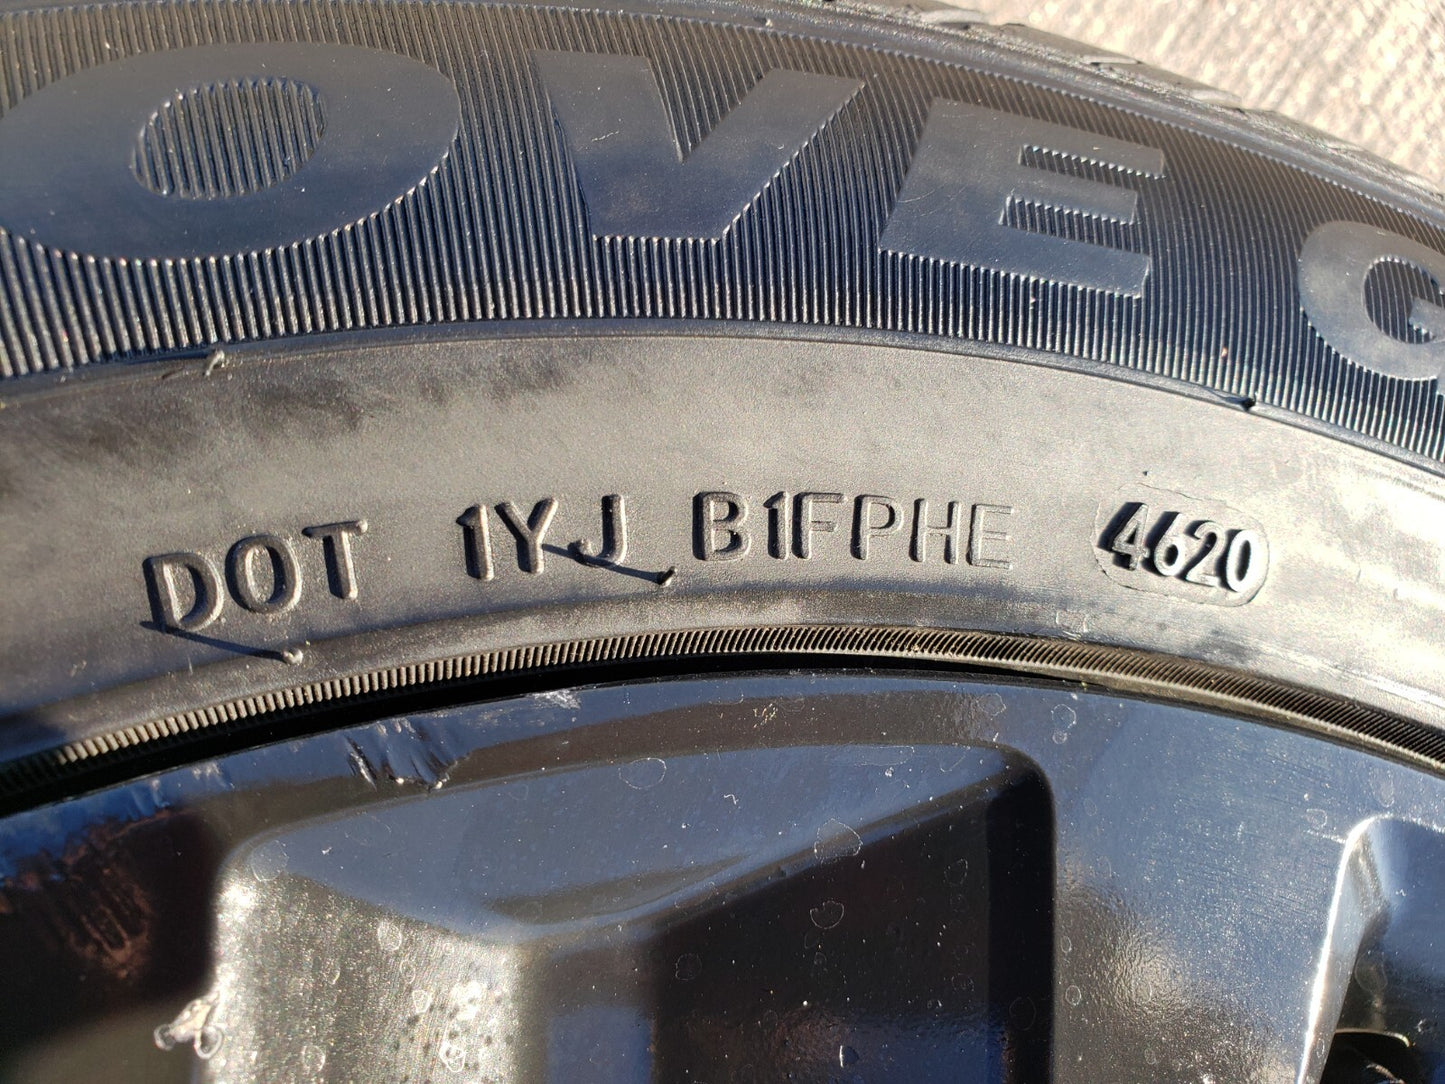 OVE G
DOT 1YJ B1FPHE 4620